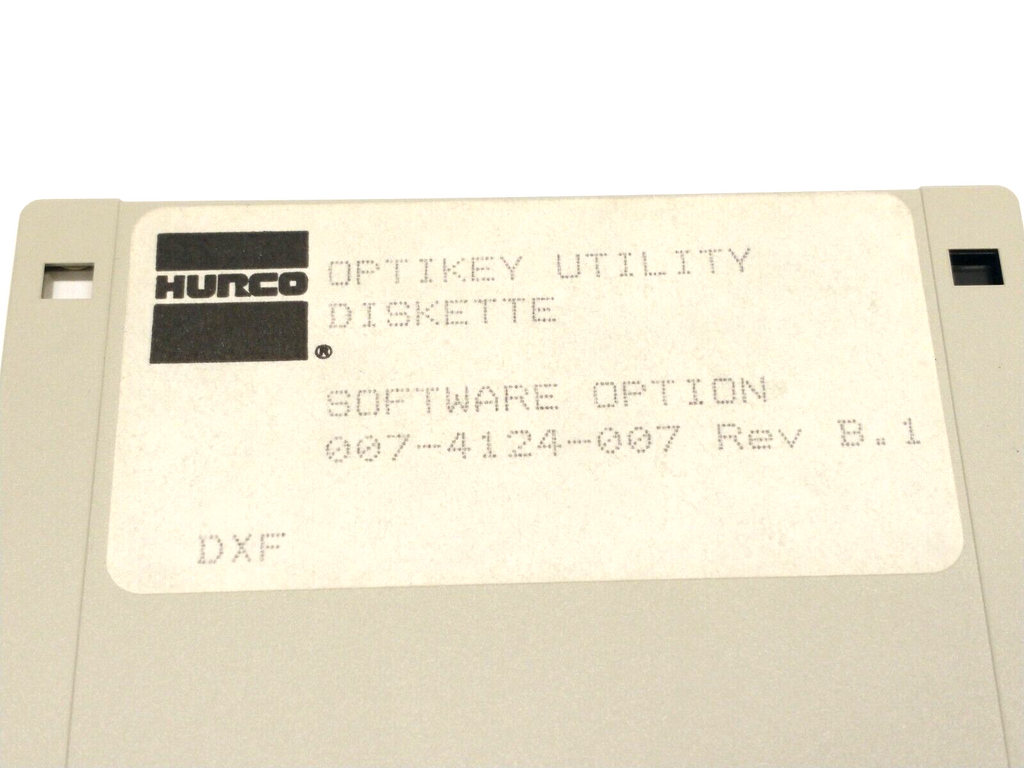 HURCO
®
OPTIKEY UTILITY
DISKETTE
SOFTWARE OPTION
007-4124-007 Rev B.1
DXF